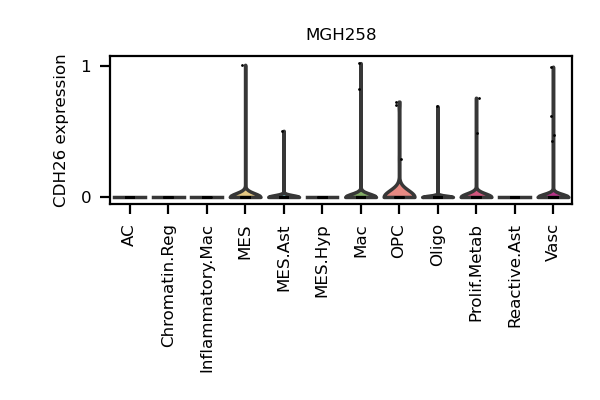 MGH258
CDH26 expression
1
0
AC
Chromatin.Reg
Inflammatory.Mac
MES
MES.Ast
MES.Hyp
Mac
OPC
Oligo
Prolif.Metab
Reactive.Ast
Vasc